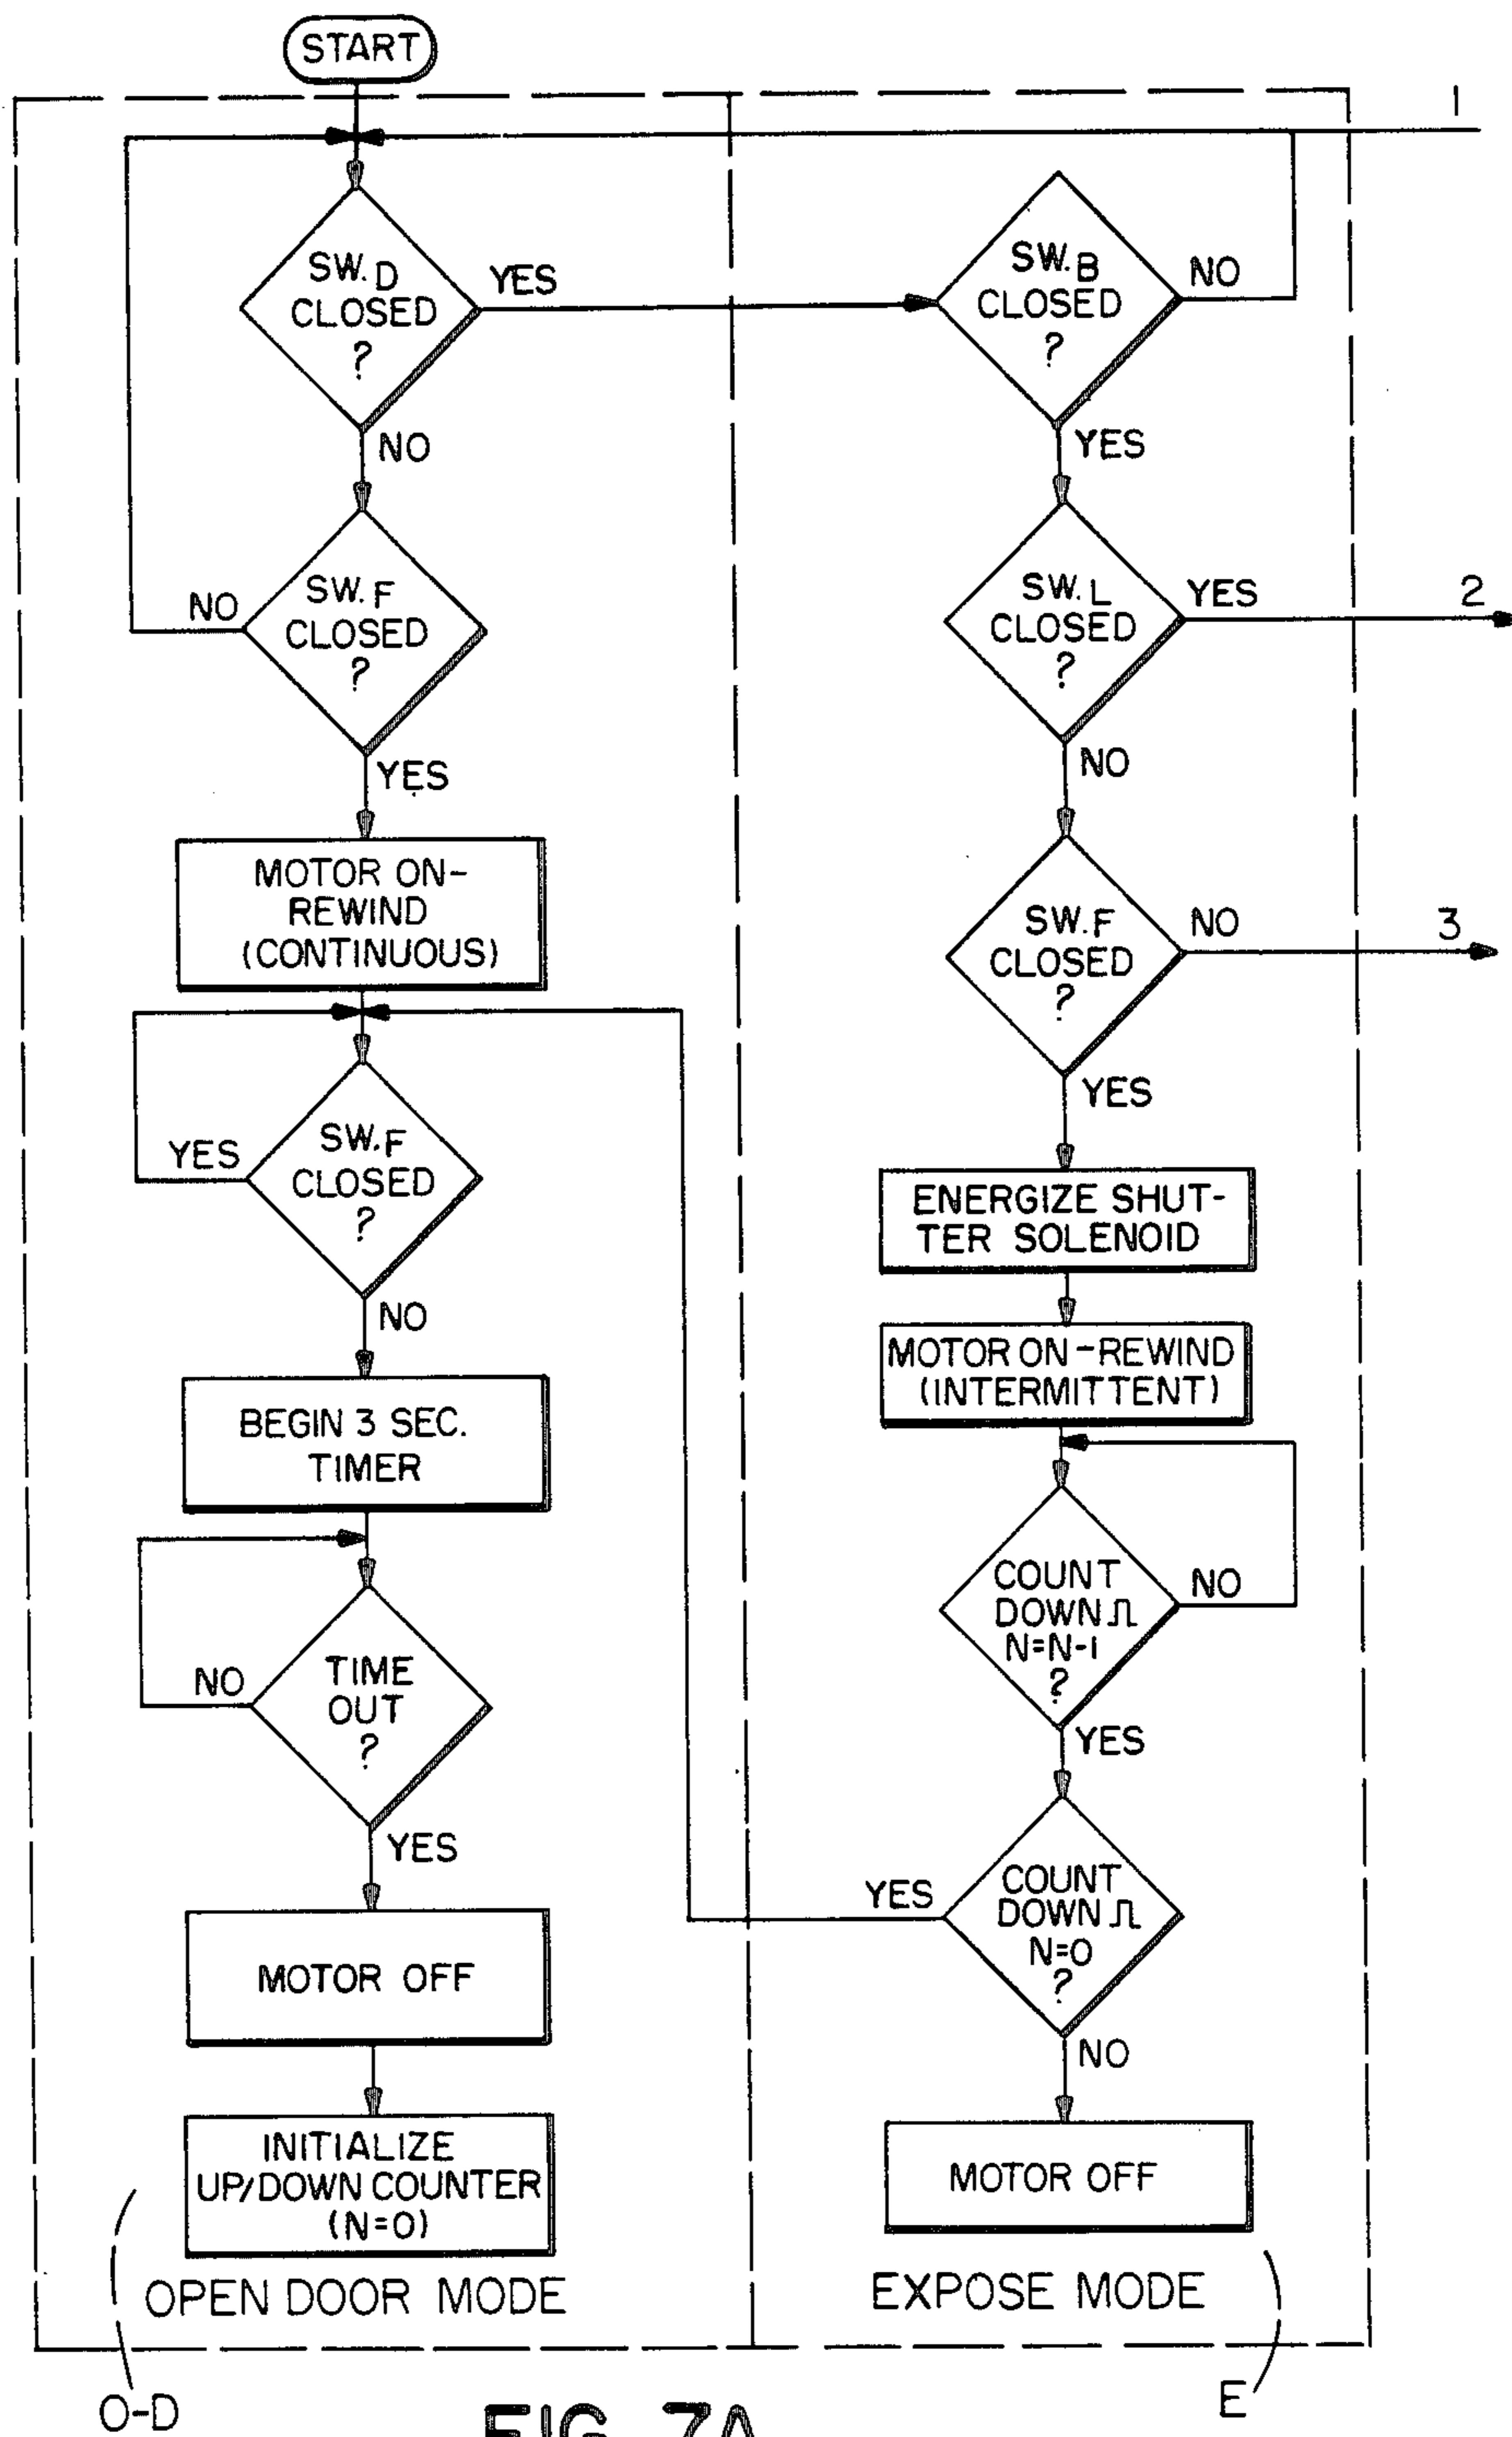 START
1
SW.D
CLOSED
?
YES
NO
SW.F
CLOSED
?
NO
YES
MOTOR ON-
REWIND
(CONTINUOUS)
SW.F
CLOSED
?
YES
NO
BEGIN 3 SEC.
TIMER
TIME
OUT
?
NO
YES
MOTOR OFF
INITIALIZE
UP/DOWN COUNTER
(N=0)
OPEN DOOR MODE
O-D
SW.B
CLOSED
?
NO
YES
SW.L
CLOSED
?
YES
2
NO
SW.F
CLOSED
?
NO
3
YES
ENERGIZE SHUT-
TER SOLENOID
MOTOR ON-REWIND
(INTERMITTENT)
COUNT
DOWN
N=N-1
?
NO
YES
COUNT
DOWN
N=0
?
YES
NO
MOTOR OFF
EXPOSE MODE
E
FIG. 7A